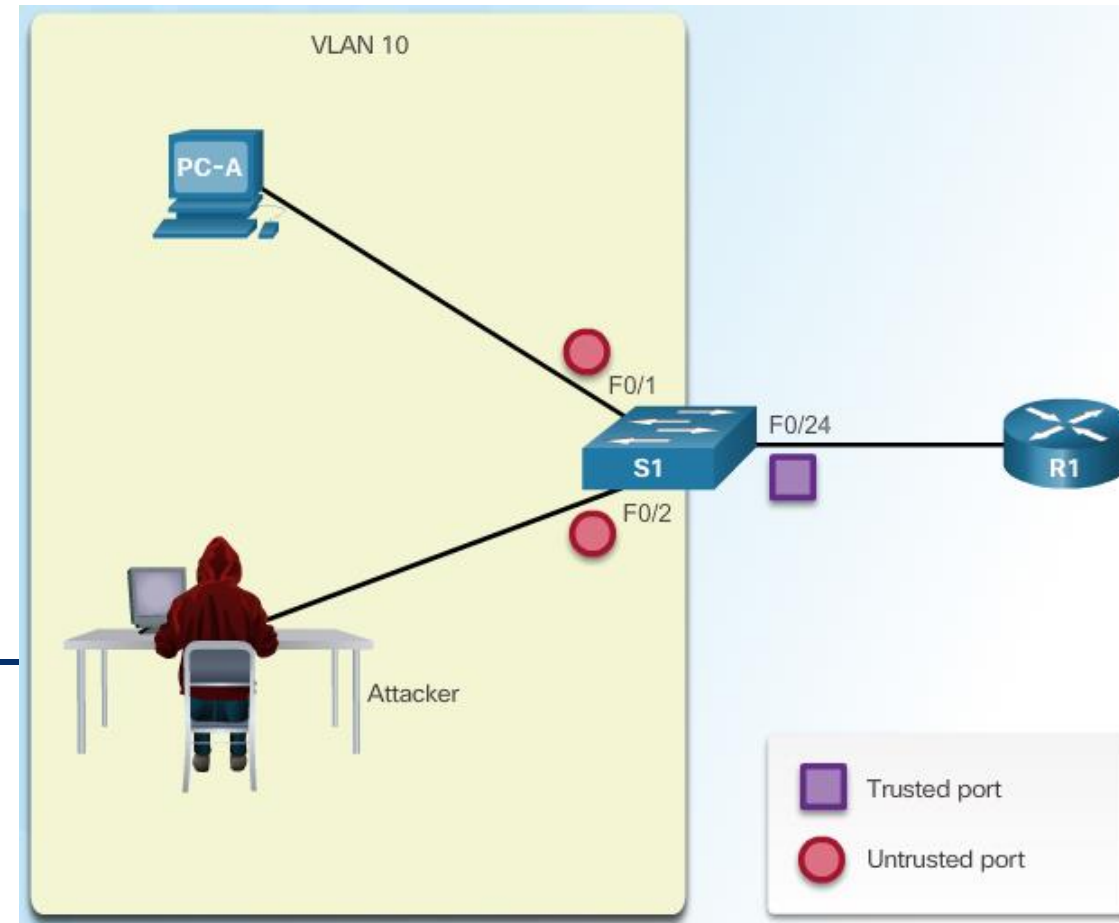 VLAN 10
PC-A
F0/1
F0/24
S1
R1
F0/2
Attacker
Trusted port
Untrusted port